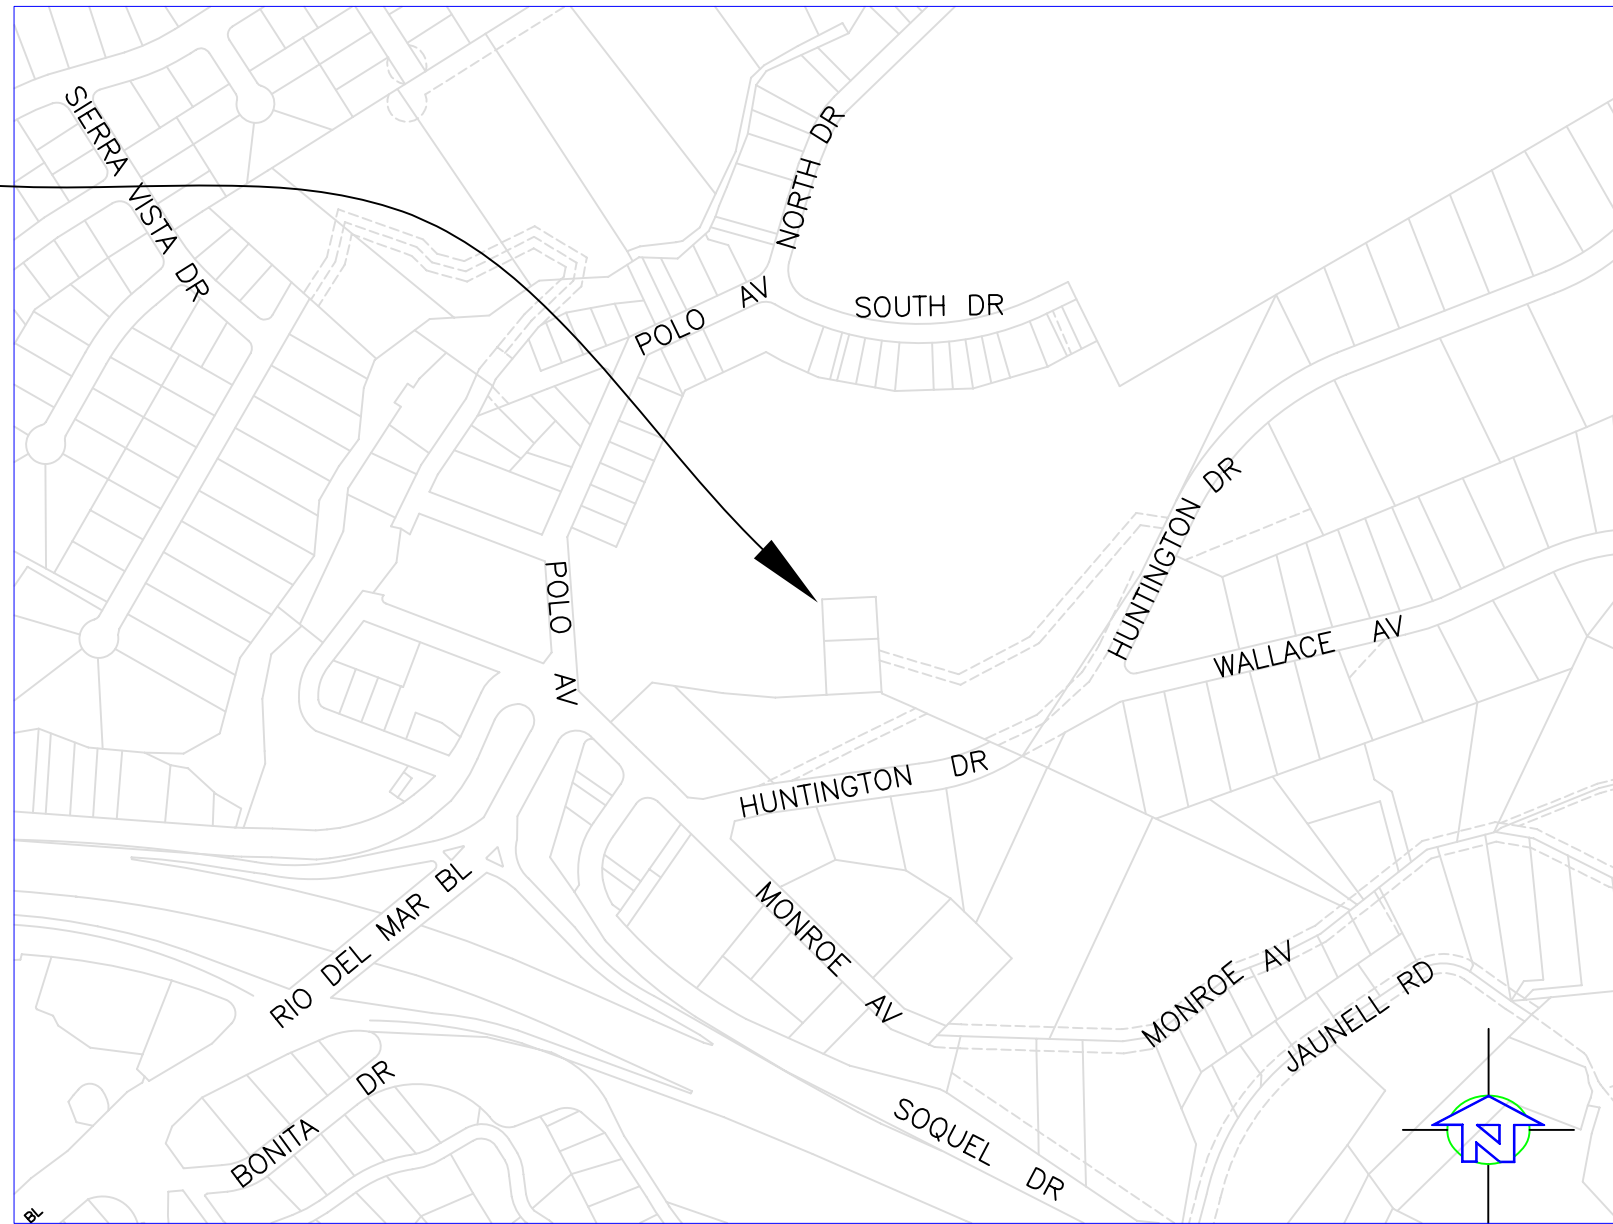 SIERRA VISTA DR
NORTH DR
POLO AV
SOUTH DR
HUNTINGTON DR
POLO AV
WALLACE AV
HUNTINGTON DR
RIO DEL MAR BL
MONROE AV
MONROE AV
JAUNELL RD
BONITA DR
SOQUEL DR
N
BL